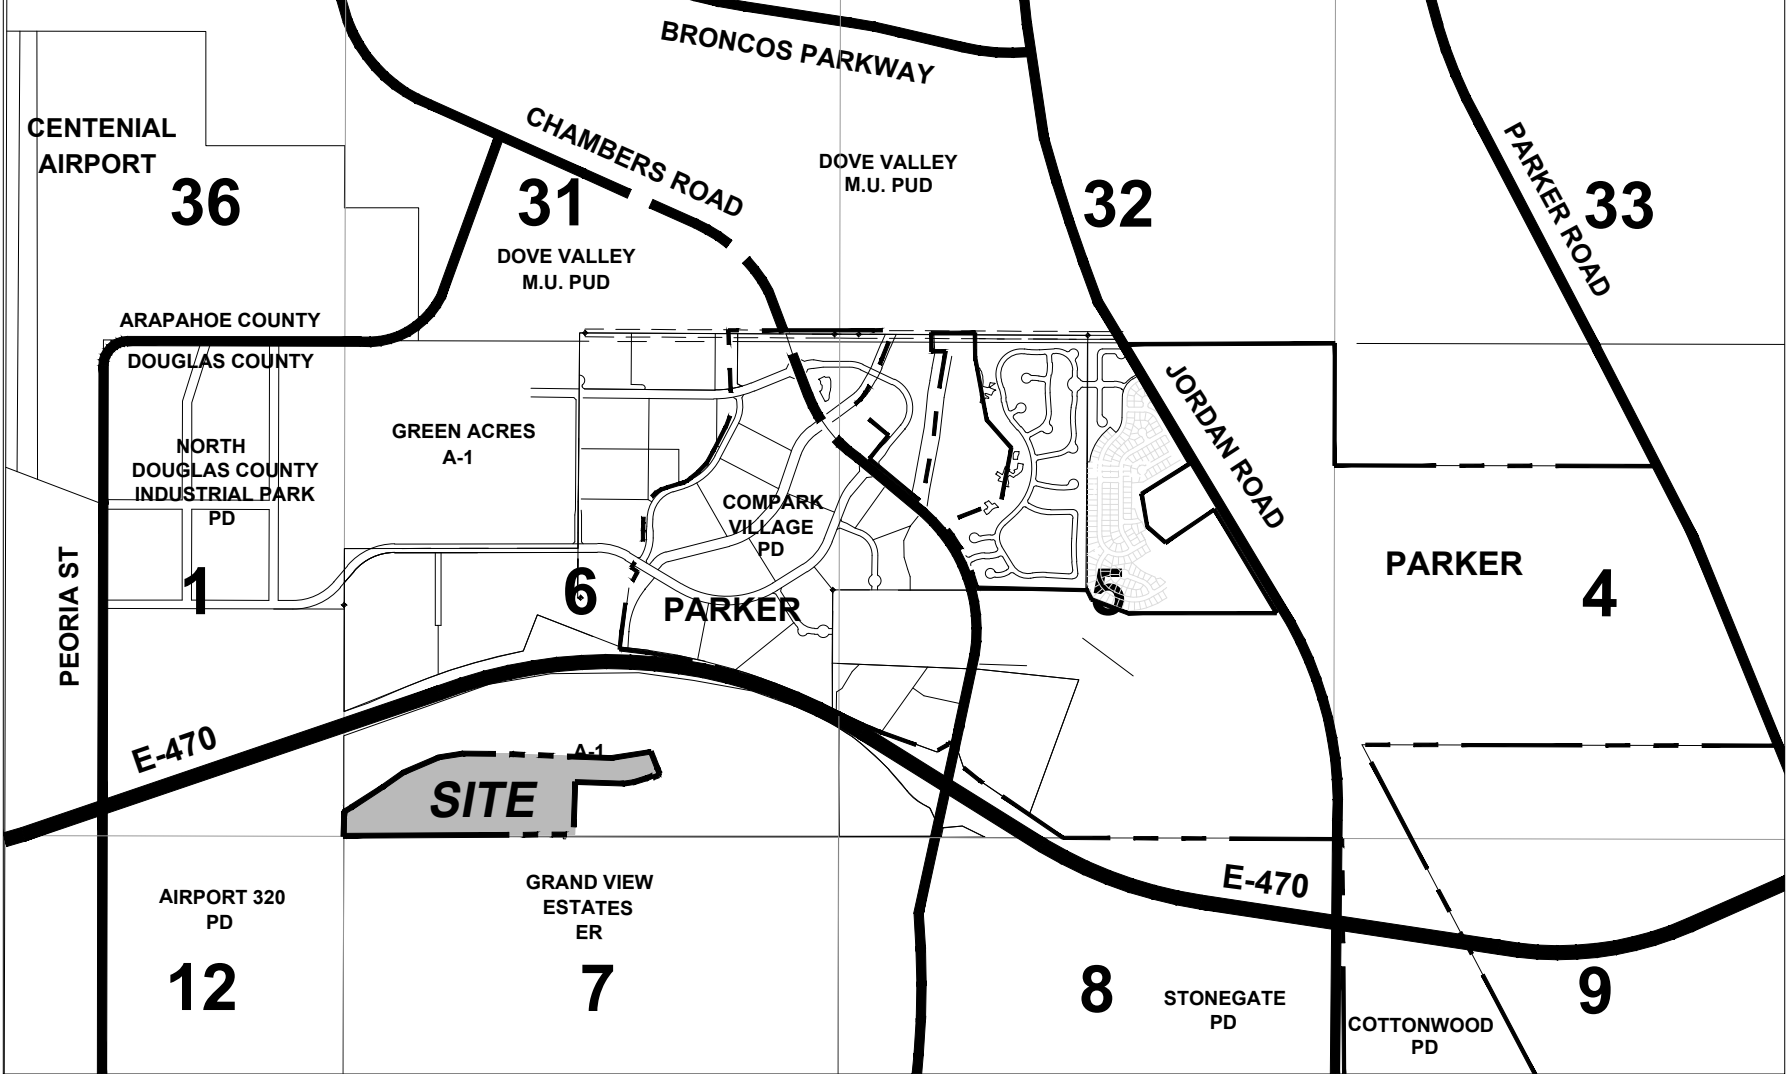 BRONCOS PARKWAY
CENTENIAL
AIRPORT
36
CHAMBERS ROAD
31
DOVE VALLEY
M.U. PUD
DOVE VALLEY
M.U. PUD
32
PARKER ROAD
33
ARAPAHOE COUNTY
DOUGLAS COUNTY
NORTH
DOUGLAS COUNTY
INDUSTRIAL PARK
PD
GREEN ACRES
A-1
COMPARK
VILLAGE
PD
JORDAN ROAD
PEORIA ST
1
6
PARKER
5
PARKER
4
E-470
A-1
SITE
E-470
AIRPORT 320
PD
12
GRAND VIEW
ESTATES
ER
7
8
STONEGATE
PD
COTTONWOOD
PD
9